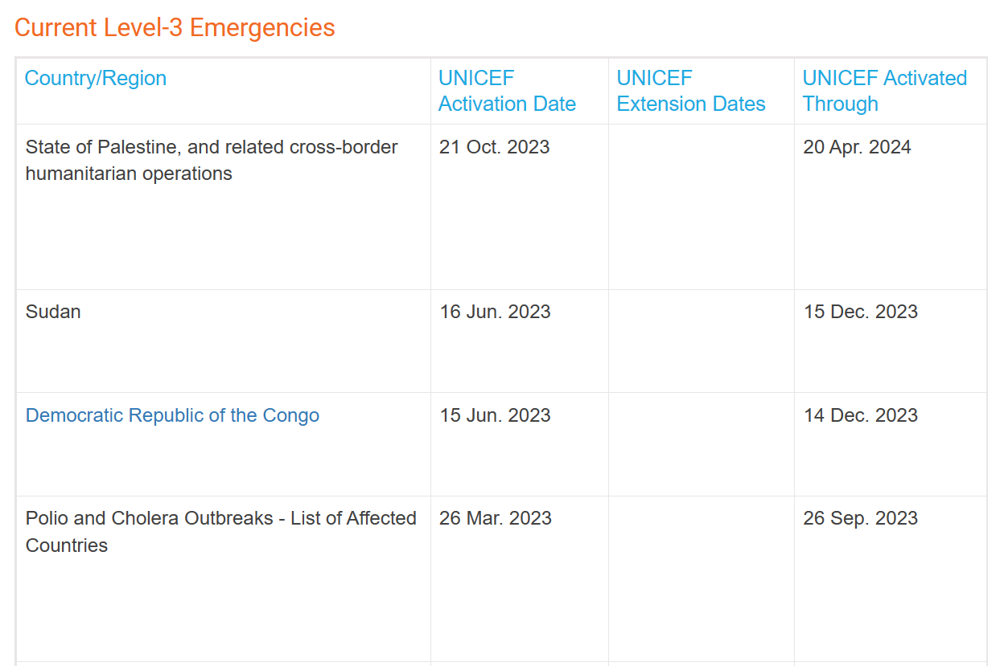 Current Level-3 Emergencies
Country/Region
UNICEF
Activation Date
UNICEF
Extension Dates
UNICEF Activated
Through
State of Palestine, and related cross-border
humanitarian operations
21 Oct. 2023
20 Apr. 2024
Sudan
16 Jun. 2023
15 Dec. 2023
Democratic Republic of the Congo
15 Jun. 2023
14 Dec. 2023
Polio and Cholera Outbreaks - List of Affected
Countries
26 Mar. 2023
26 Sep. 2023